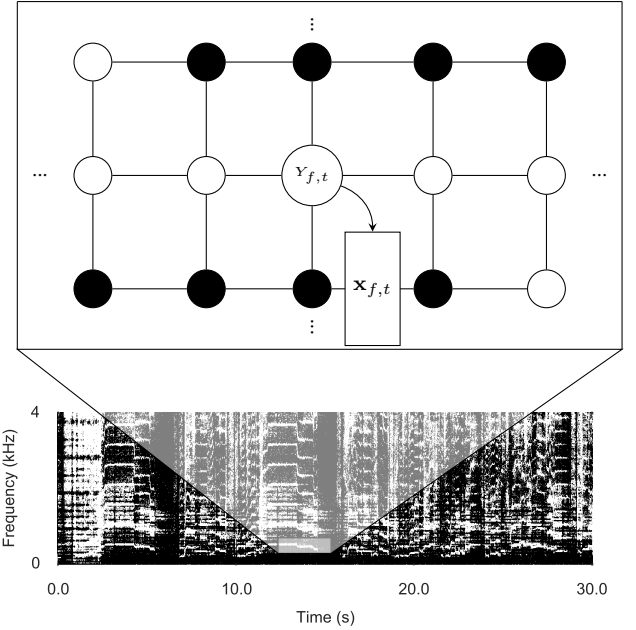 ...
Y_{f,t}
... ...
x_{f,t}
...
4
Frequency (kHz)
0
0.0 10.0 20.0 30.0
Time (s)